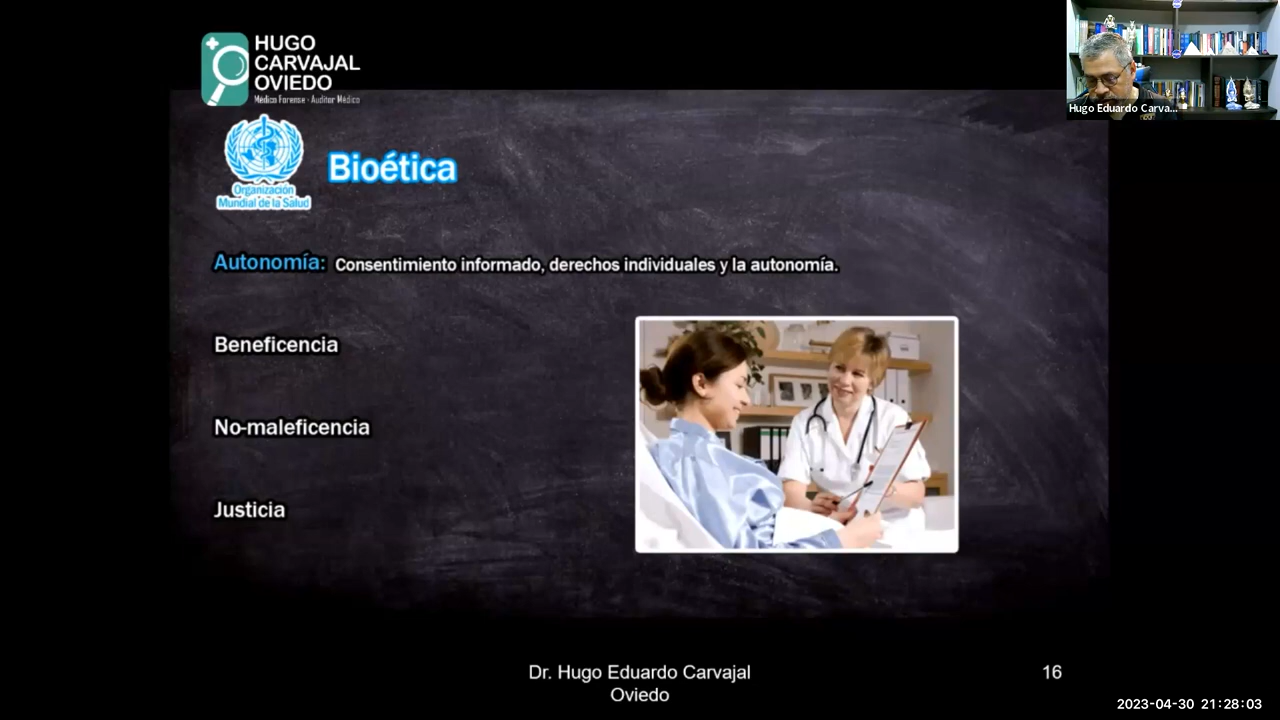 HUGO
CARVAJAL
OVIEDO
Médico Forense - Auditor Médico
Hugo Eduardo Carva...
Organización
Mundial de la Salud
Bioética
Autonomía: Consentimiento informado, derechos individuales y la autonomía.
Beneficencia
No-maleficencia
Justicia
Dr. Hugo Eduardo Carvajal
Oviedo
16
2023-04-30 21:28:03